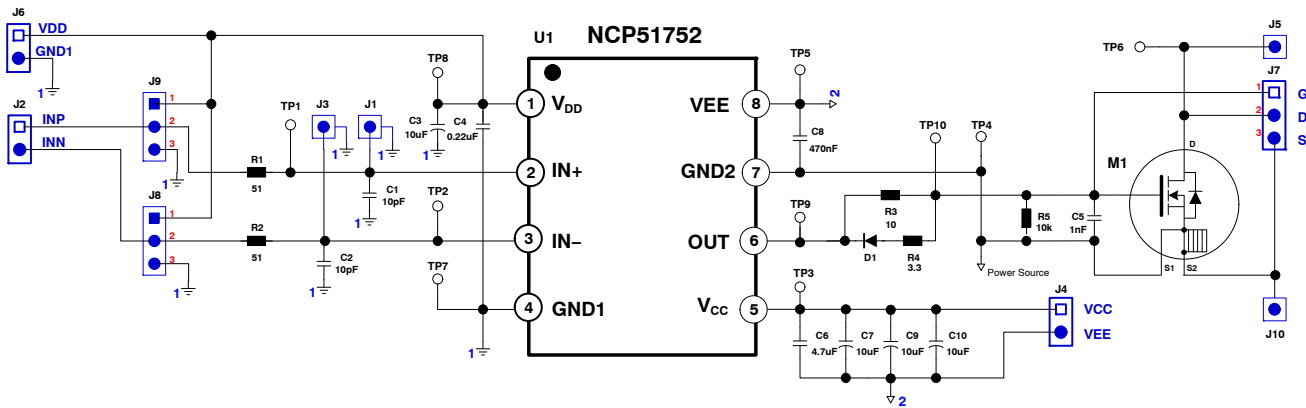 J6
VDD
GND1
1
J2
INP
INN
J9
1
2
3
1
J8
1
2
3
1
R1
51
R2
51
TP1
J3
1
J1
1
C1
10pF
1
C2
10pF
1
TP8
C3
10uF
1
C4
0.22uF
TP2
TP7
1
U1
NCP51752
1
VDD
2
IN+
3
IN−
4
GND1
VEE
8
GND2
7
OUT
6
VCC
5
TP5
2
C8
470nF
TP10
TP4
TP9
R3
10
D1
R4
3.3
Power Source
R5
10k
C5
1nF
TP3
C6
4.7uF
C7
10uF
C9
10uF
C10
10uF
2
J4
VCC
VEE
TP6
J5
J7
1
G
2
D
3
S
M1
D
S1
S2
J10